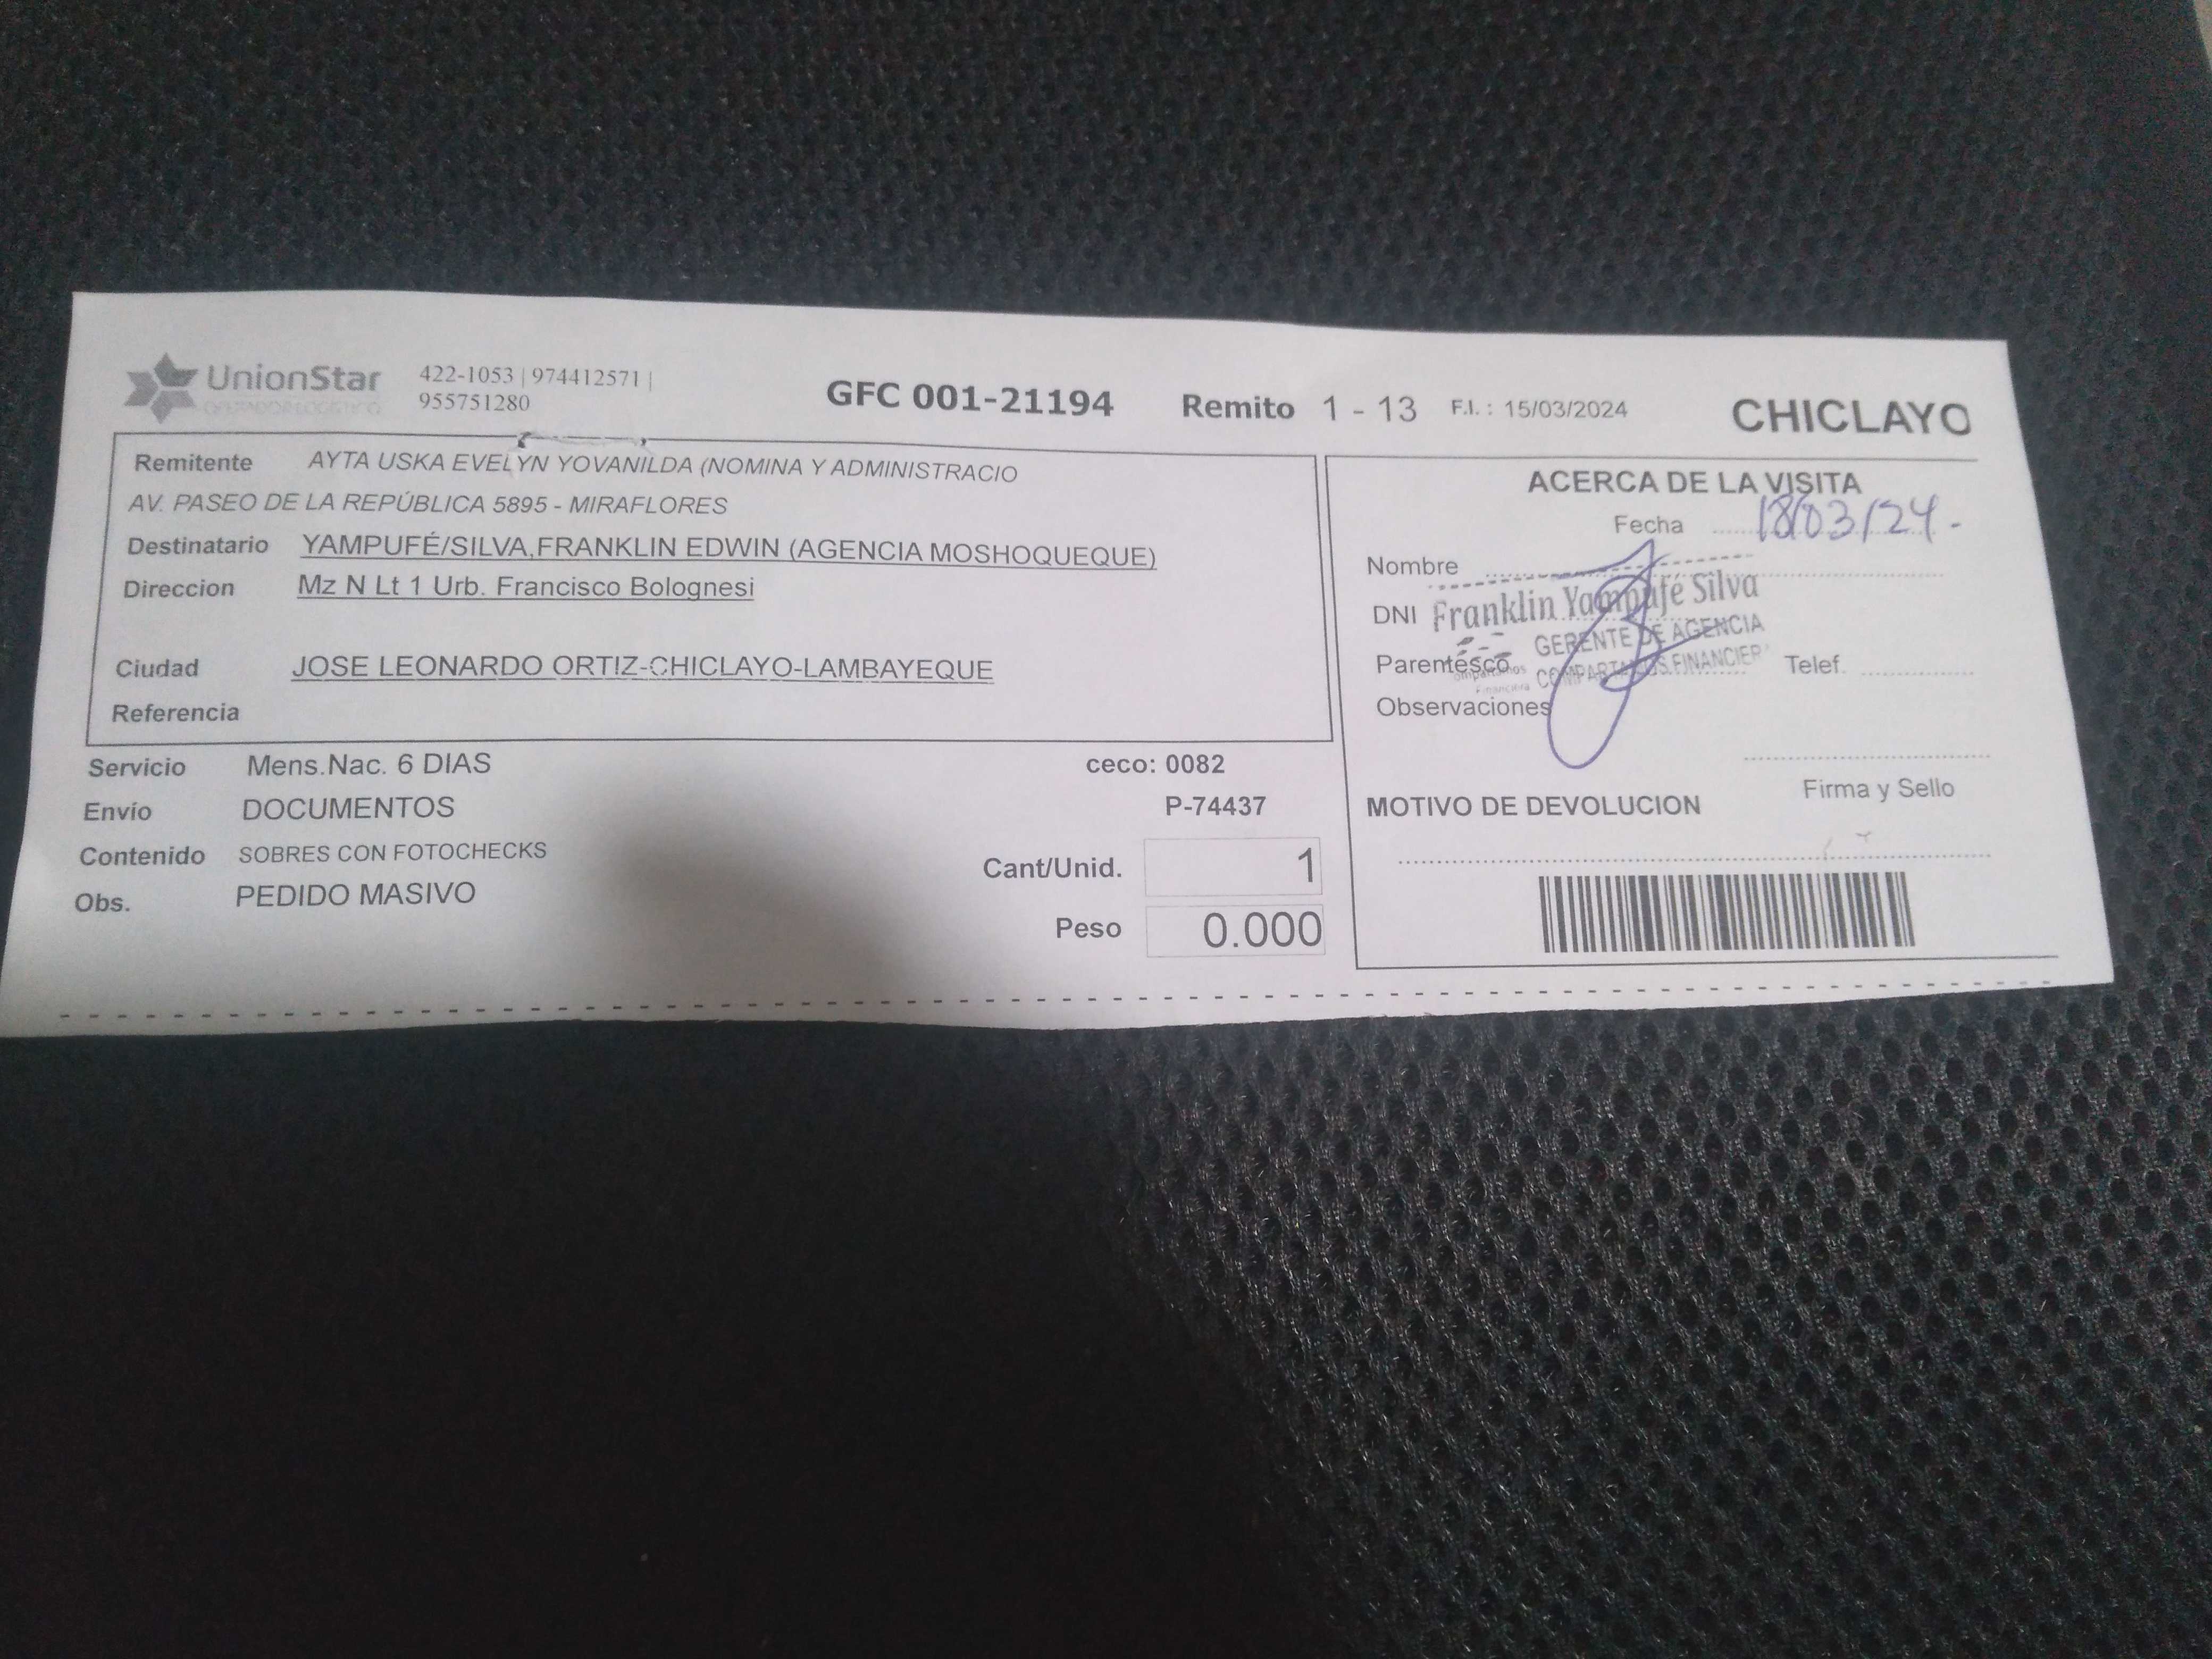 UnionStar
OPERADOR LOGISTICO
422-1053 | 974412571 |
955751280
GFC 001-21194
Remito 1 - 13
F.I. : 15/03/2024
CHICLAYO
Remitente AYTA USKA EVELYN YOVANILDA (NOMINA Y ADMINISTRACIO
AV. PASEO DE LA REPÚBLICA 5895 - MIRAFLORES
Destinatario YAMPUFÉ/SILVA,FRANKLIN EDWIN (AGENCIA MOSHOQUEQUE)
Direccion Mz N Lt 1 Urb. Francisco Bolognesi
Ciudad JOSE LEONARDO ORTIZ-CHICLAYO-LAMBAYEQUE
Referencia
Servicio Mens.Nac. 6 DIAS
ceco: 0082
Envío DOCUMENTOS
P-74437
Contenido SOBRES CON FOTOCHECKS
Cant/Unid. 1
Obs. PEDIDO MASIVO
Peso 0.000
ACERCA DE LA VISITA
Fecha 18/03/24.
Nombre
DNI Franklin Yampufé Silva
GERENTE DE AGENCIA
Parentesco
Financiera
Telef.
Observaciones
Firma y Sello
MOTIVO DE DEVOLUCION